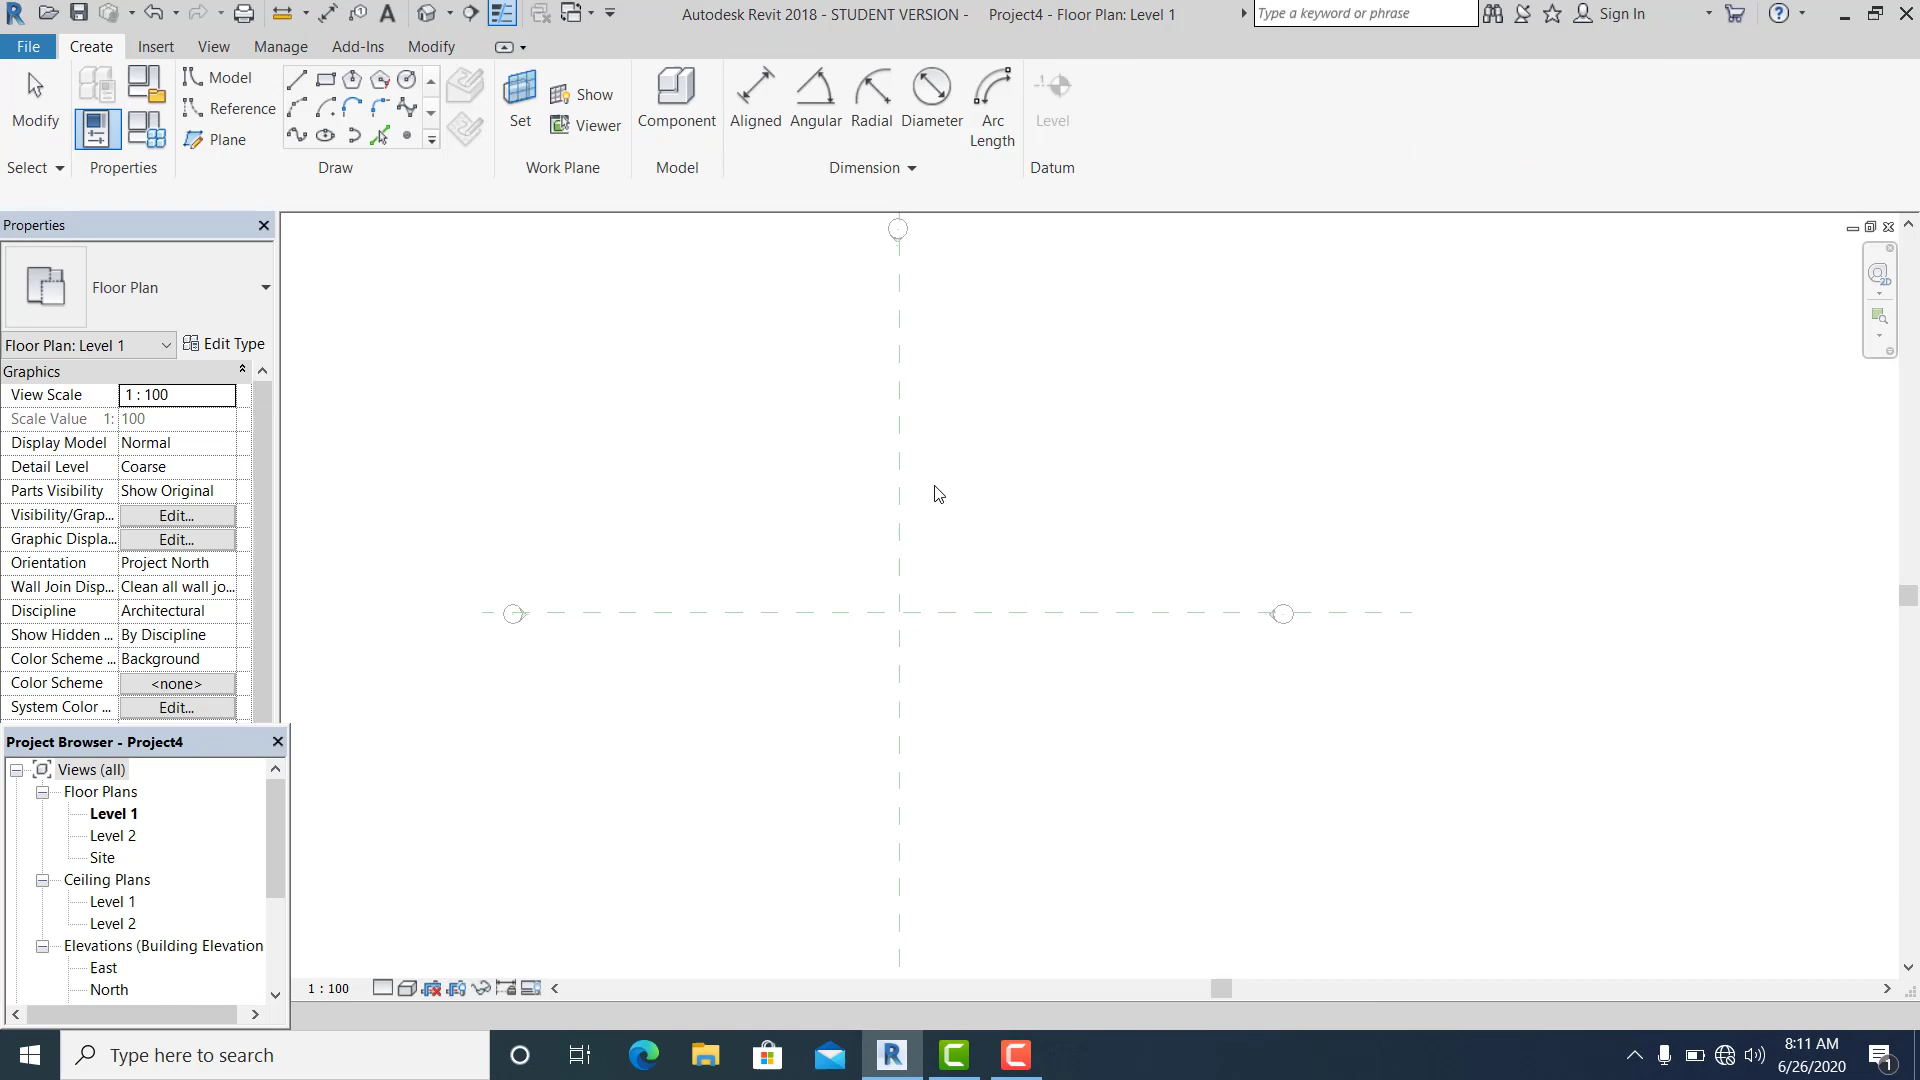 Autodesk Revit 2018 - STUDENT VERSION - Project4 - Floor Plan: Level 1
Type a keyword or phrase
Sign In
File Create Insert View Manage Add-Ins Modify
Modify
Model
Reference
Plane
Set
Show
Viewer
Component
Aligned Angular Radial Diameter Arc Length
Level
Select Properties Draw Work Plane Model Dimension Datum
Properties
Floor Plan
Floor Plan: Level 1 Edit Type
Graphics
View Scale 1 : 100
Scale Value 1: 100
Display Model Normal
Detail Level Coarse
Parts Visibility Show Original
Visibility/Grap... Edit...
Graphic Displa... Edit...
Orientation Project North
Wall Join Disp... Clean all wall jo...
Discipline Architectural
Show Hidden ... By Discipline
Color Scheme ... Background
Color Scheme <none>
System Color ... Edit...
Project Browser - Project4
Views (all)
Floor Plans
Level 1
Level 2
Site
Ceiling Plans
Level 1
Level 2
Elevations (Building Elevation
East
North
2D
1 : 100
Type here to search
8:11 AM
6/26/2020
1